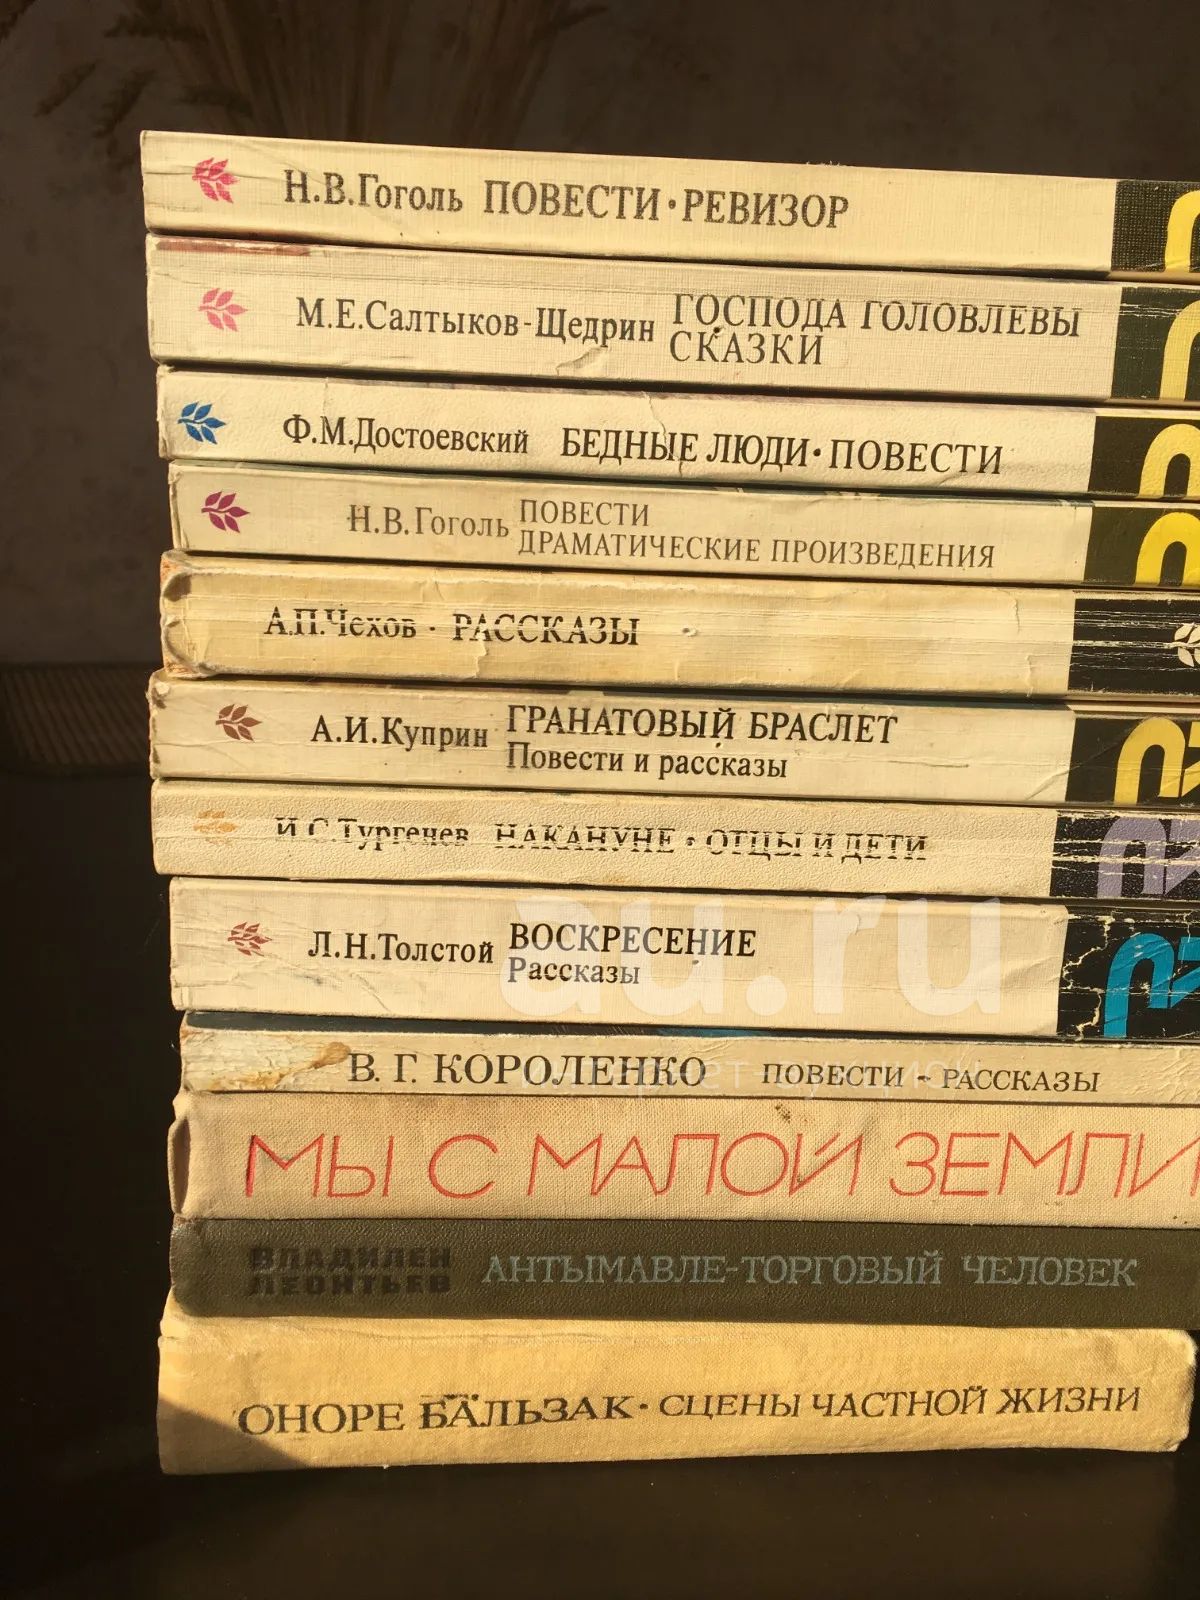 Н.В.Гоголь ПОВЕСТИ·РЕВИЗОР
М.Е.Салтыков-Щедрин ГОСПОДА ГОЛОВЛЕВЫ
СКАЗКИ
Ф.М.Достоевский БЕДНЫЕ ЛЮДИ·ПОВЕСТИ
Н.В.Гоголь ПОВЕСТИ
ДРАМАТИЧЕСКИЕ ПРОИЗВЕДЕНИЯ
А.П.Чехов · РАССКАЗЫ
А.И.Куприн ГРАНАТОВЫЙ БРАСЛЕТ
Повести и рассказы
И.С.Тургенев НАКАНУНЕ · ОТЦЫ И ДЕТИ
Л.Н.Толстой ВОСКРЕСЕНИЕ
Рассказы
au.ru
интернет-аукцион
В. Г. КОРОЛЕНКО ПОВЕСТИ - РАССКАЗЫ
МЫ С МАЛОЙ ЗЕМЛИ
ВЛАДИЛЕН
ЛЕОНТЬЕВ АНТЫМАВЛЕ-ТОРГОВЫЙ ЧЕЛОВЕК
ОНОРЕ БАЛЬЗАК · СЦЕНЫ ЧАСТНОЙ ЖИЗНИ